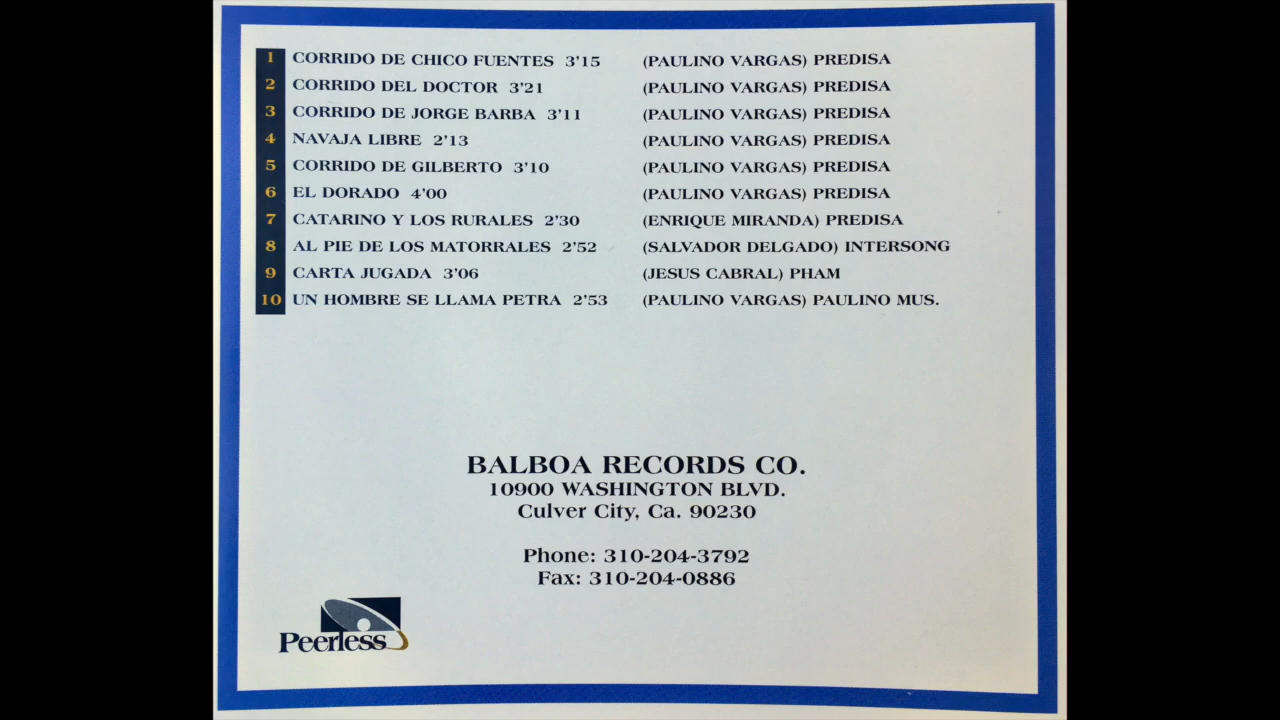 1 CORRIDO DE CHICO FUENTES 3'15 (PAULINO VARGAS) PREDISA
2 CORRIDO DEL DOCTOR 3'21 (PAULINO VARGAS) PREDISA
3 CORRIDO DE JORGE BARBA 3'11 (PAULINO VARGAS) PREDISA
4 NAVAJA LIBRE 2'13 (PAULINO VARGAS) PREDISA
5 CORRIDO DE GILBERTO 3'10 (PAULINO VARGAS) PREDISA
6 EL DORADO 4'00 (PAULINO VARGAS) PREDISA
7 CATARINO Y LOS RURALES 2'30 (ENRIQUE MIRANDA) PREDISA
8 AL PIE DE LOS MATORRALES 2'52 (SALVADOR DELGADO) INTERSONG
9 CARTA JUGADA 3'06 (JESUS CABRAL) PHAM
10 UN HOMBRE SE LLAMA PETRA 2'53 (PAULINO VARGAS) PAULINO MUS.
BALBOA RECORDS CO.
10900 WASHINGTON BLVD.
Culver City, Ca. 90230
Phone: 310-204-3792
Fax: 310-204-0886
Peerless